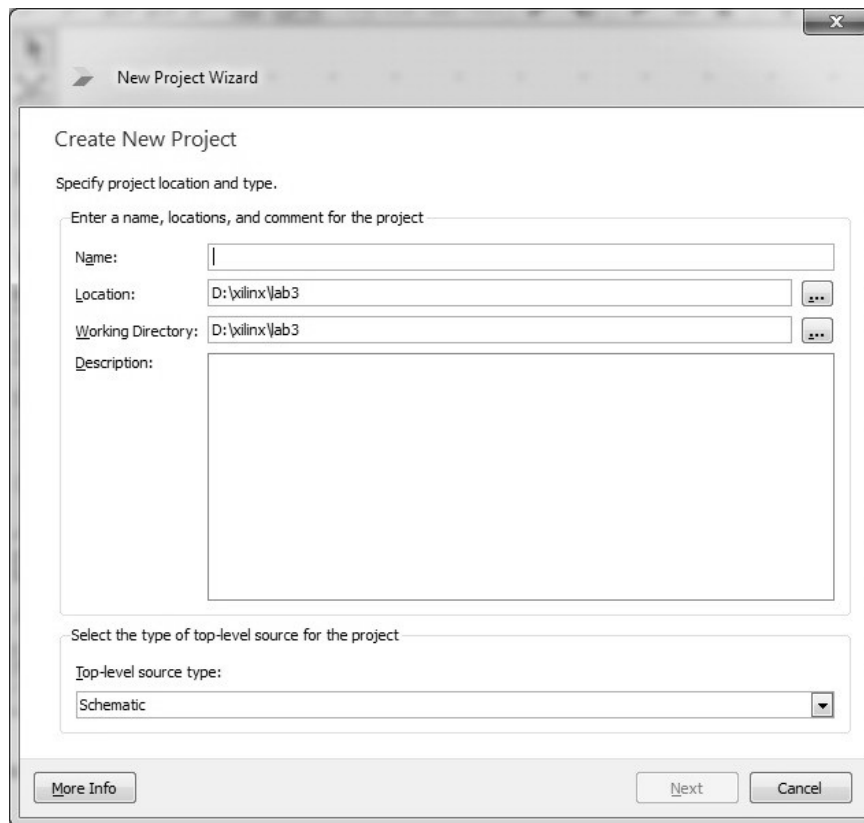 New Project Wizard
Create New Project
Specify project location and type.
Enter a name, locations, and comment for the project
Name:
Location: D:\xilinx\lab3 ...
Working Directory: D:\xilinx\lab3 ...
Description:
Select the type of top-level source for the project
Top-level source type:
Schematic
More Info Next Cancel